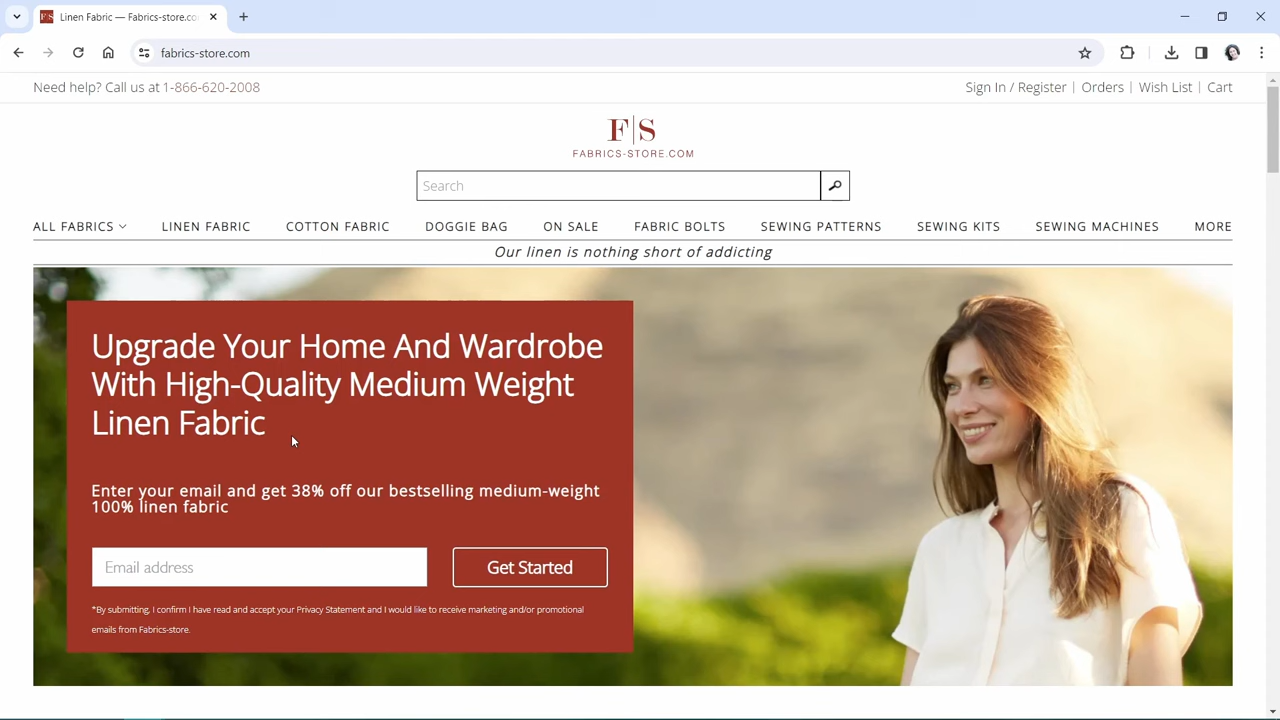 Linen Fabric — Fabrics-store.co
fabrics-store.com
Need help? Call us at 1-866-620-2008
Sign In / Register | Orders | Wish List | Cart
F|S
FABRICS-STORE.COM
Search
ALL FABRICS LINEN FABRIC COTTON FABRIC DOGGIE BAG ON SALE FABRIC BOLTS SEWING PATTERNS SEWING KITS SEWING MACHINES MORE
Our linen is nothing short of addicting
Upgrade Your Home And Wardrobe
With High-Quality Medium Weight
Linen Fabric
Enter your email and get 38% off our bestselling medium-weight
100% linen fabric
Email address
Get Started
*By submitting, I confirm I have read and accept your Privacy Statement and I would like to receive marketing and/or promotional
emails from Fabrics-store.